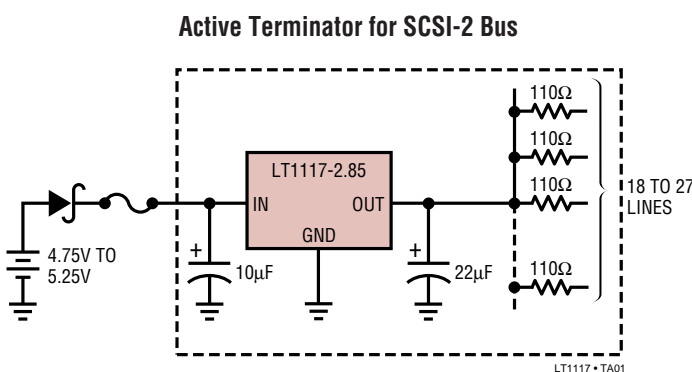 Active Terminator for SCSI-2 Bus
110Ω
110Ω
110Ω
110Ω
18 TO 27
LINES
LT1117-2.85
IN
OUT
GND
4.75V TO
5.25V
+
10µF
+
22µF
LT1117 • TA01